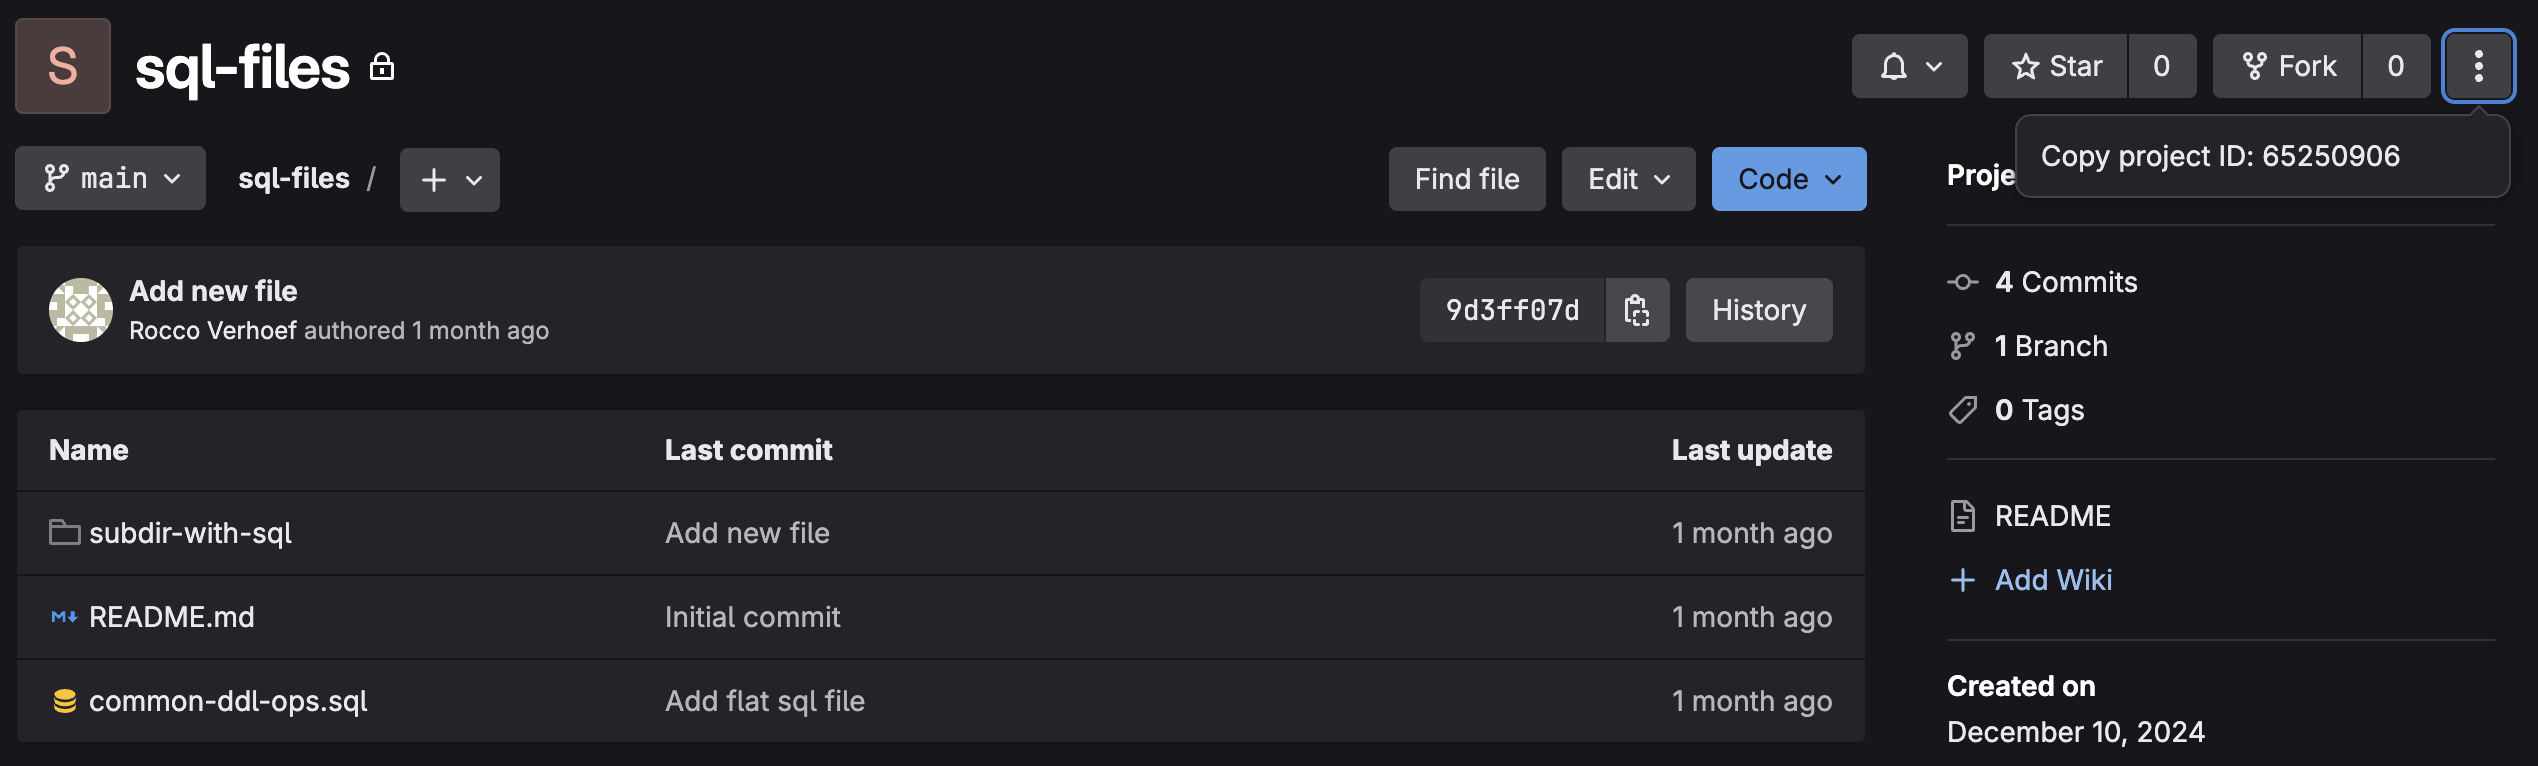 S
sql-files
Star 0
Fork 0
Copy project ID: 65250906
main
sql-files /
Find file
Edit
Code
Proje
Add new file
Rocco Verhoef authored 1 month ago
9d3ff07d
History
4 Commits
1 Branch
0 Tags
README
Add Wiki
Created on
December 10, 2024
Name Last commit Last update
subdir-with-sql Add new file 1 month ago
README.md Initial commit 1 month ago
common-ddl-ops.sql Add flat sql file 1 month ago